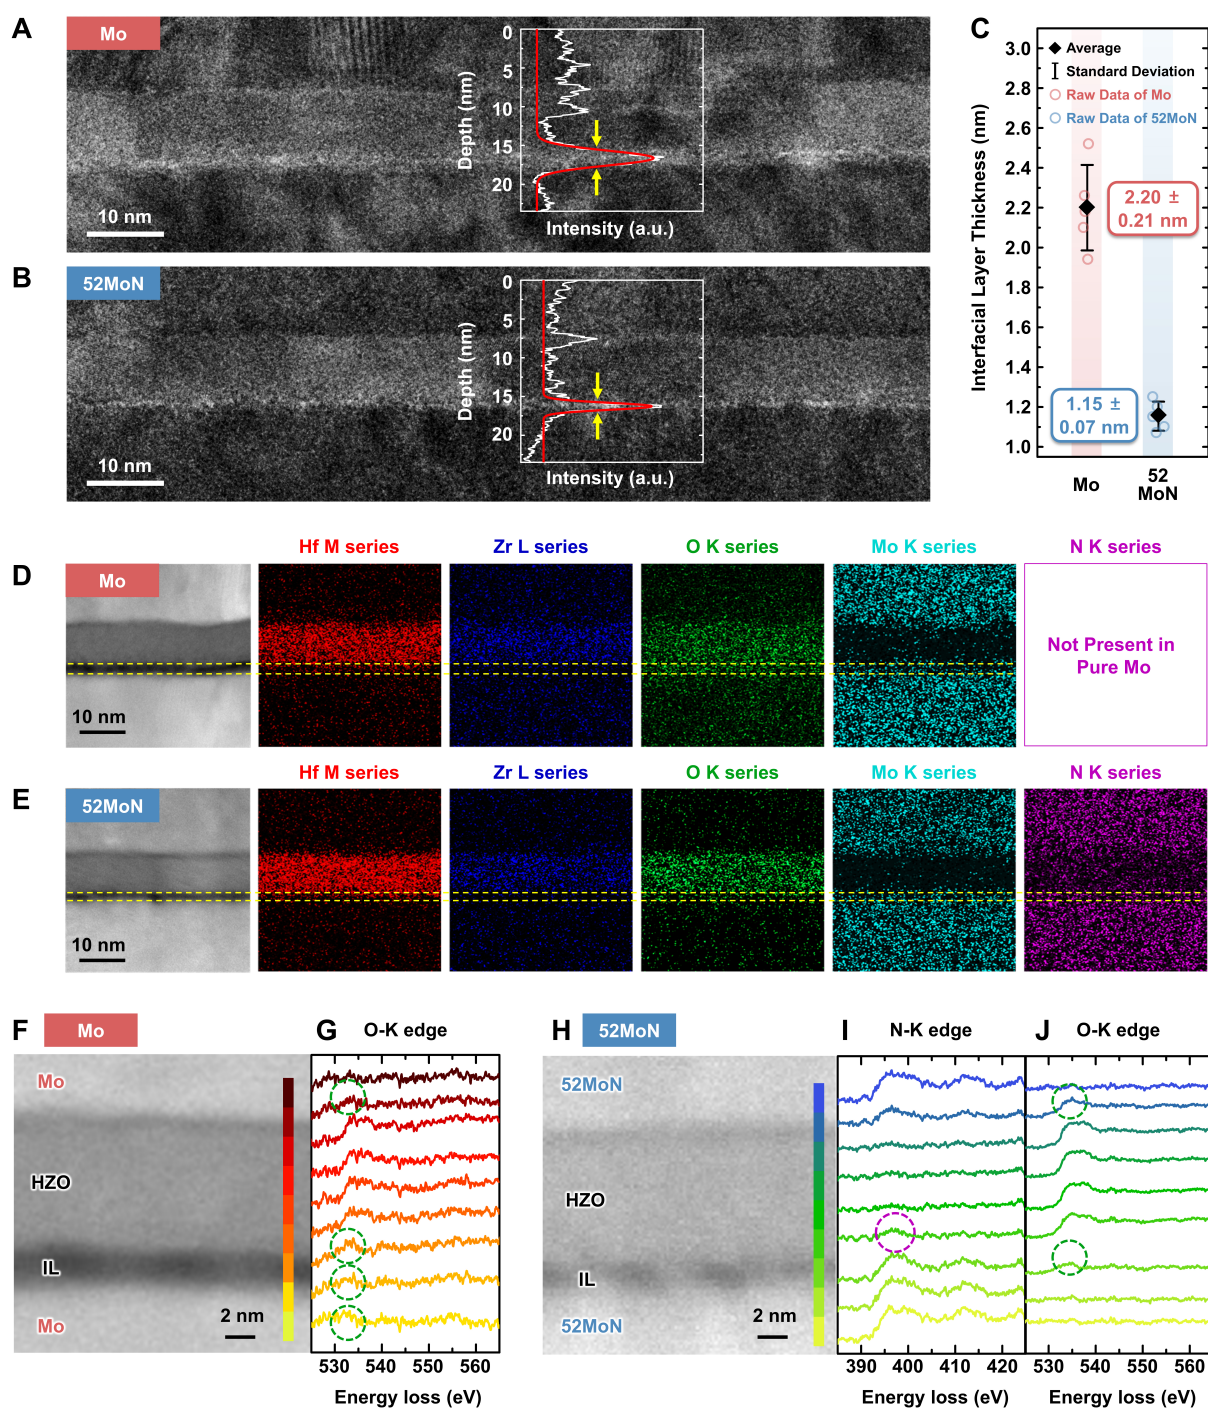 A
Mo
0
5
10
15
20
Depth (nm)
Intensity (a.u.)
10 nm
B
52MoN
0
5
10
15
20
Depth (nm)
Intensity (a.u.)
10 nm
C
3.0
2.8
2.6
2.4
2.2
2.0
1.8
1.6
1.4
1.2
1.0
Interfacial Layer Thickness (nm)
Average
Standard Deviation
Raw Data of Mo
Raw Data of 52MoN
2.20 ±
0.21 nm
1.15 ±
0.07 nm
Mo
52
MoN
Hf M series
Zr L series
O K series
Mo K series
N K series
D
Mo
10 nm
Not Present in
Pure Mo
Hf M series
Zr L series
O K series
Mo K series
N K series
E
52MoN
10 nm
F
Mo
G
O-K edge
Mo
HZO
IL
Mo
2 nm
530
540
550
560
Energy loss (eV)
H
52MoN
I
N-K edge
J
O-K edge
52MoN
HZO
IL
52MoN
2 nm
390
400
410
420
530
540
550
560
Energy loss (eV)
Energy loss (eV)